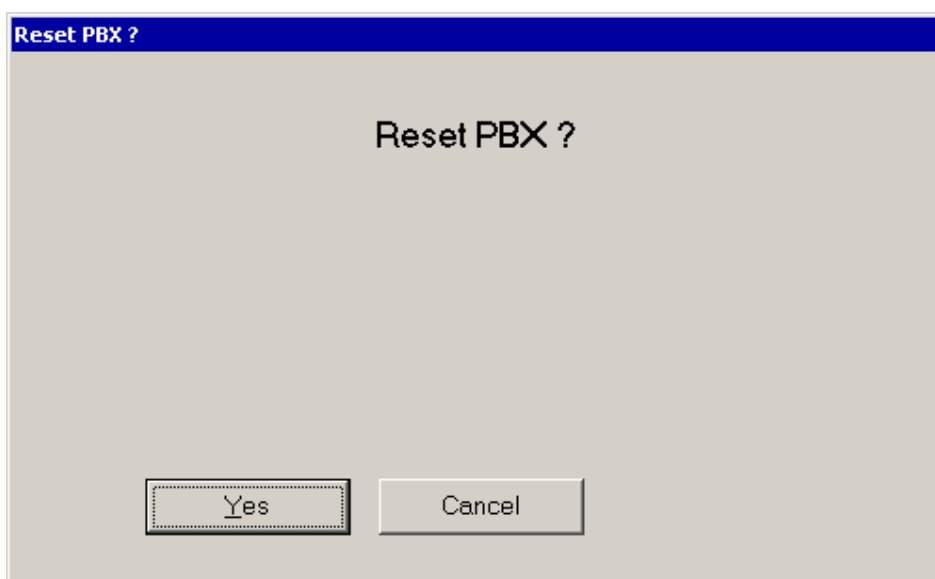 Reset PBX ?
Reset PBX ?
Yes
Cancel